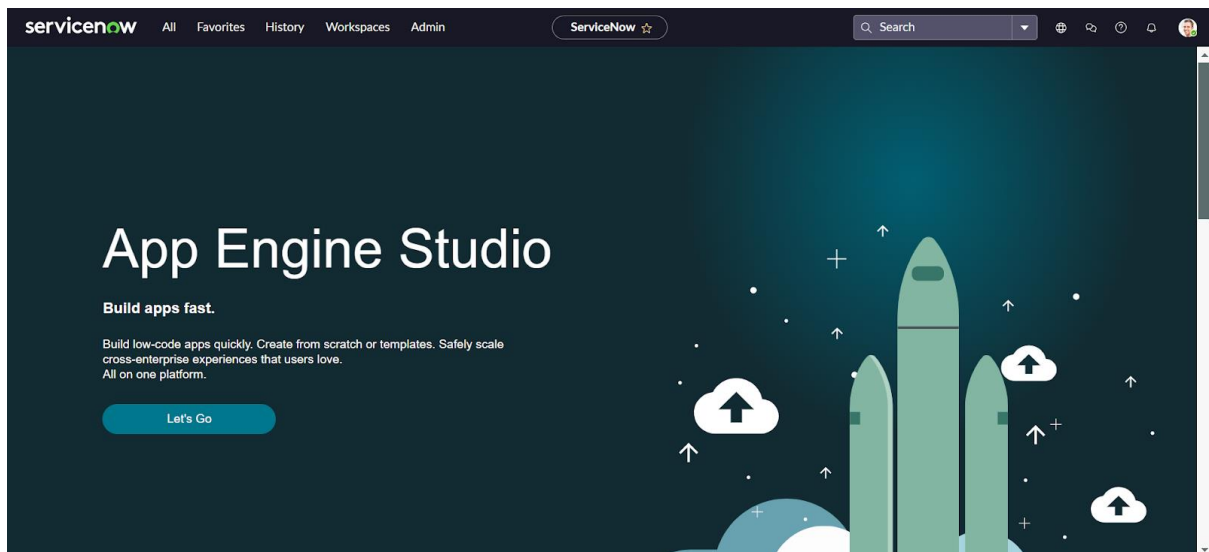 servicenow All Favorites History Workspaces Admin ServiceNow Search
App Engine Studio
Build apps fast.
Build low-code apps quickly. Create from scratch or templates. Safely scale
cross-enterprise experiences that users love.
All on one platform.
Let's Go